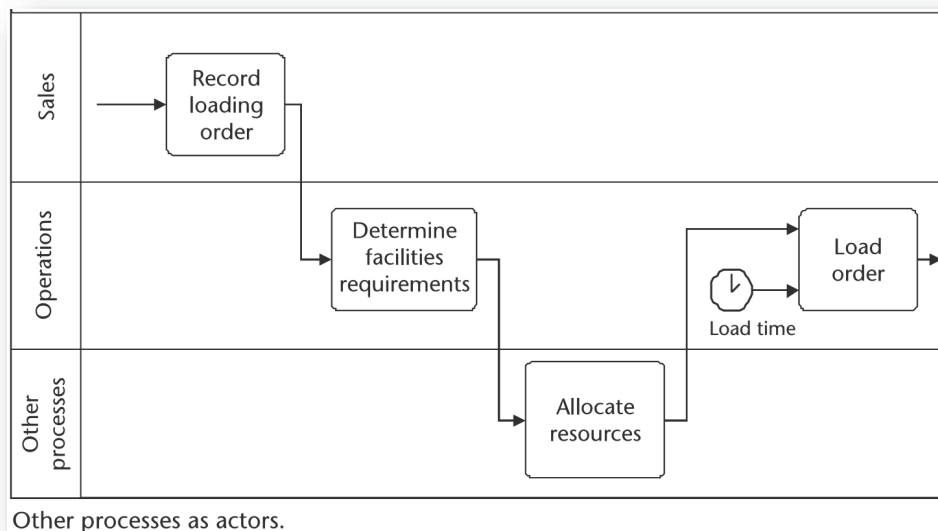 Sales
Record
loading
order
Operations
Determine
facilities
requirements
Load
order
Load time
Other
processes
Allocate
resources
Other processes as actors.